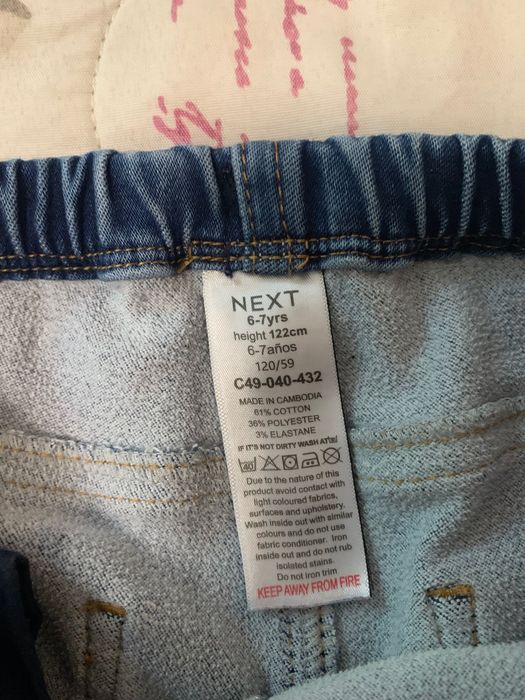 NEXT
6-7yrs
height 122cm
6-7años
120/59
C49-040-432
MADE IN CAMBODIA
61% COTTON
36% POLYESTER
3% ELASTANE
IF IT'S NOT DIRTY WASH AT 30°
40
Due to the nature of this
product avoid contact with
light coloured fabrics,
surfaces and upholstery.
Wash inside out with similar
colours and do not use
fabric conditioner. Iron
inside out and do not rub
isolated stains.
Do not iron trim
KEEP AWAY FROM FIRE